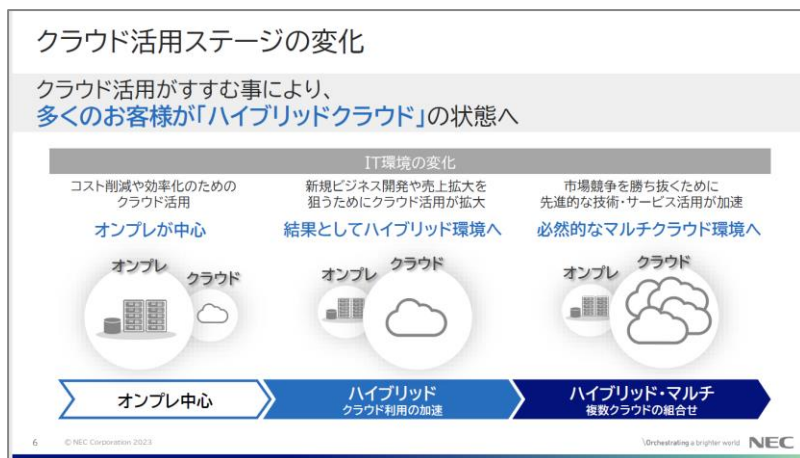 クラウド活用ステージの変化
クラウド活用がすすむ事により、
多くのお客様が「ハイブリッドクラウド」の状態へ
IT環境の変化
コスト削減や効率化のための
クラウド活用
オンプレが中心
オンプレ
クラウド
新規ビジネス開発や売上拡大を
狙うためにクラウド活用が拡大
結果としてハイブリッド環境へ
オンプレ
クラウド
市場競争を勝ち抜くために
先進的な技術・サービス活用が加速
必然的なマルチクラウド環境へ
オンプレ
クラウド
オンプレ中心
ハイブリッド
クラウド利用の加速
ハイブリッド・マルチ
複数クラウドの組合せ
6
© NEC Corporation 2023
\Orchestrating a brighter world
NEC